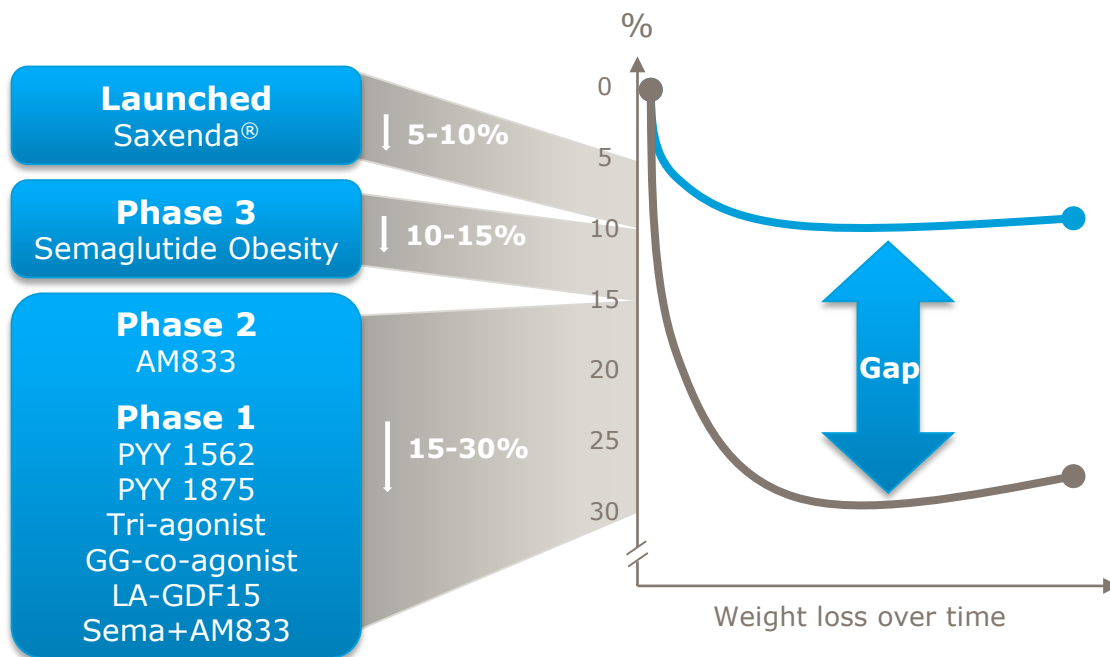 Launched
Saxenda®
Phase 3
Semaglutide Obesity
Phase 2
AM833
Phase 1
PYY 1562
PYY 1875
Tri-agonist
GG-co-agonist
LA-GDF15
Sema+AM833
5-10%
10-15%
15-30%
%
0
5
10
15
20
25
30
Gap
Weight loss over time